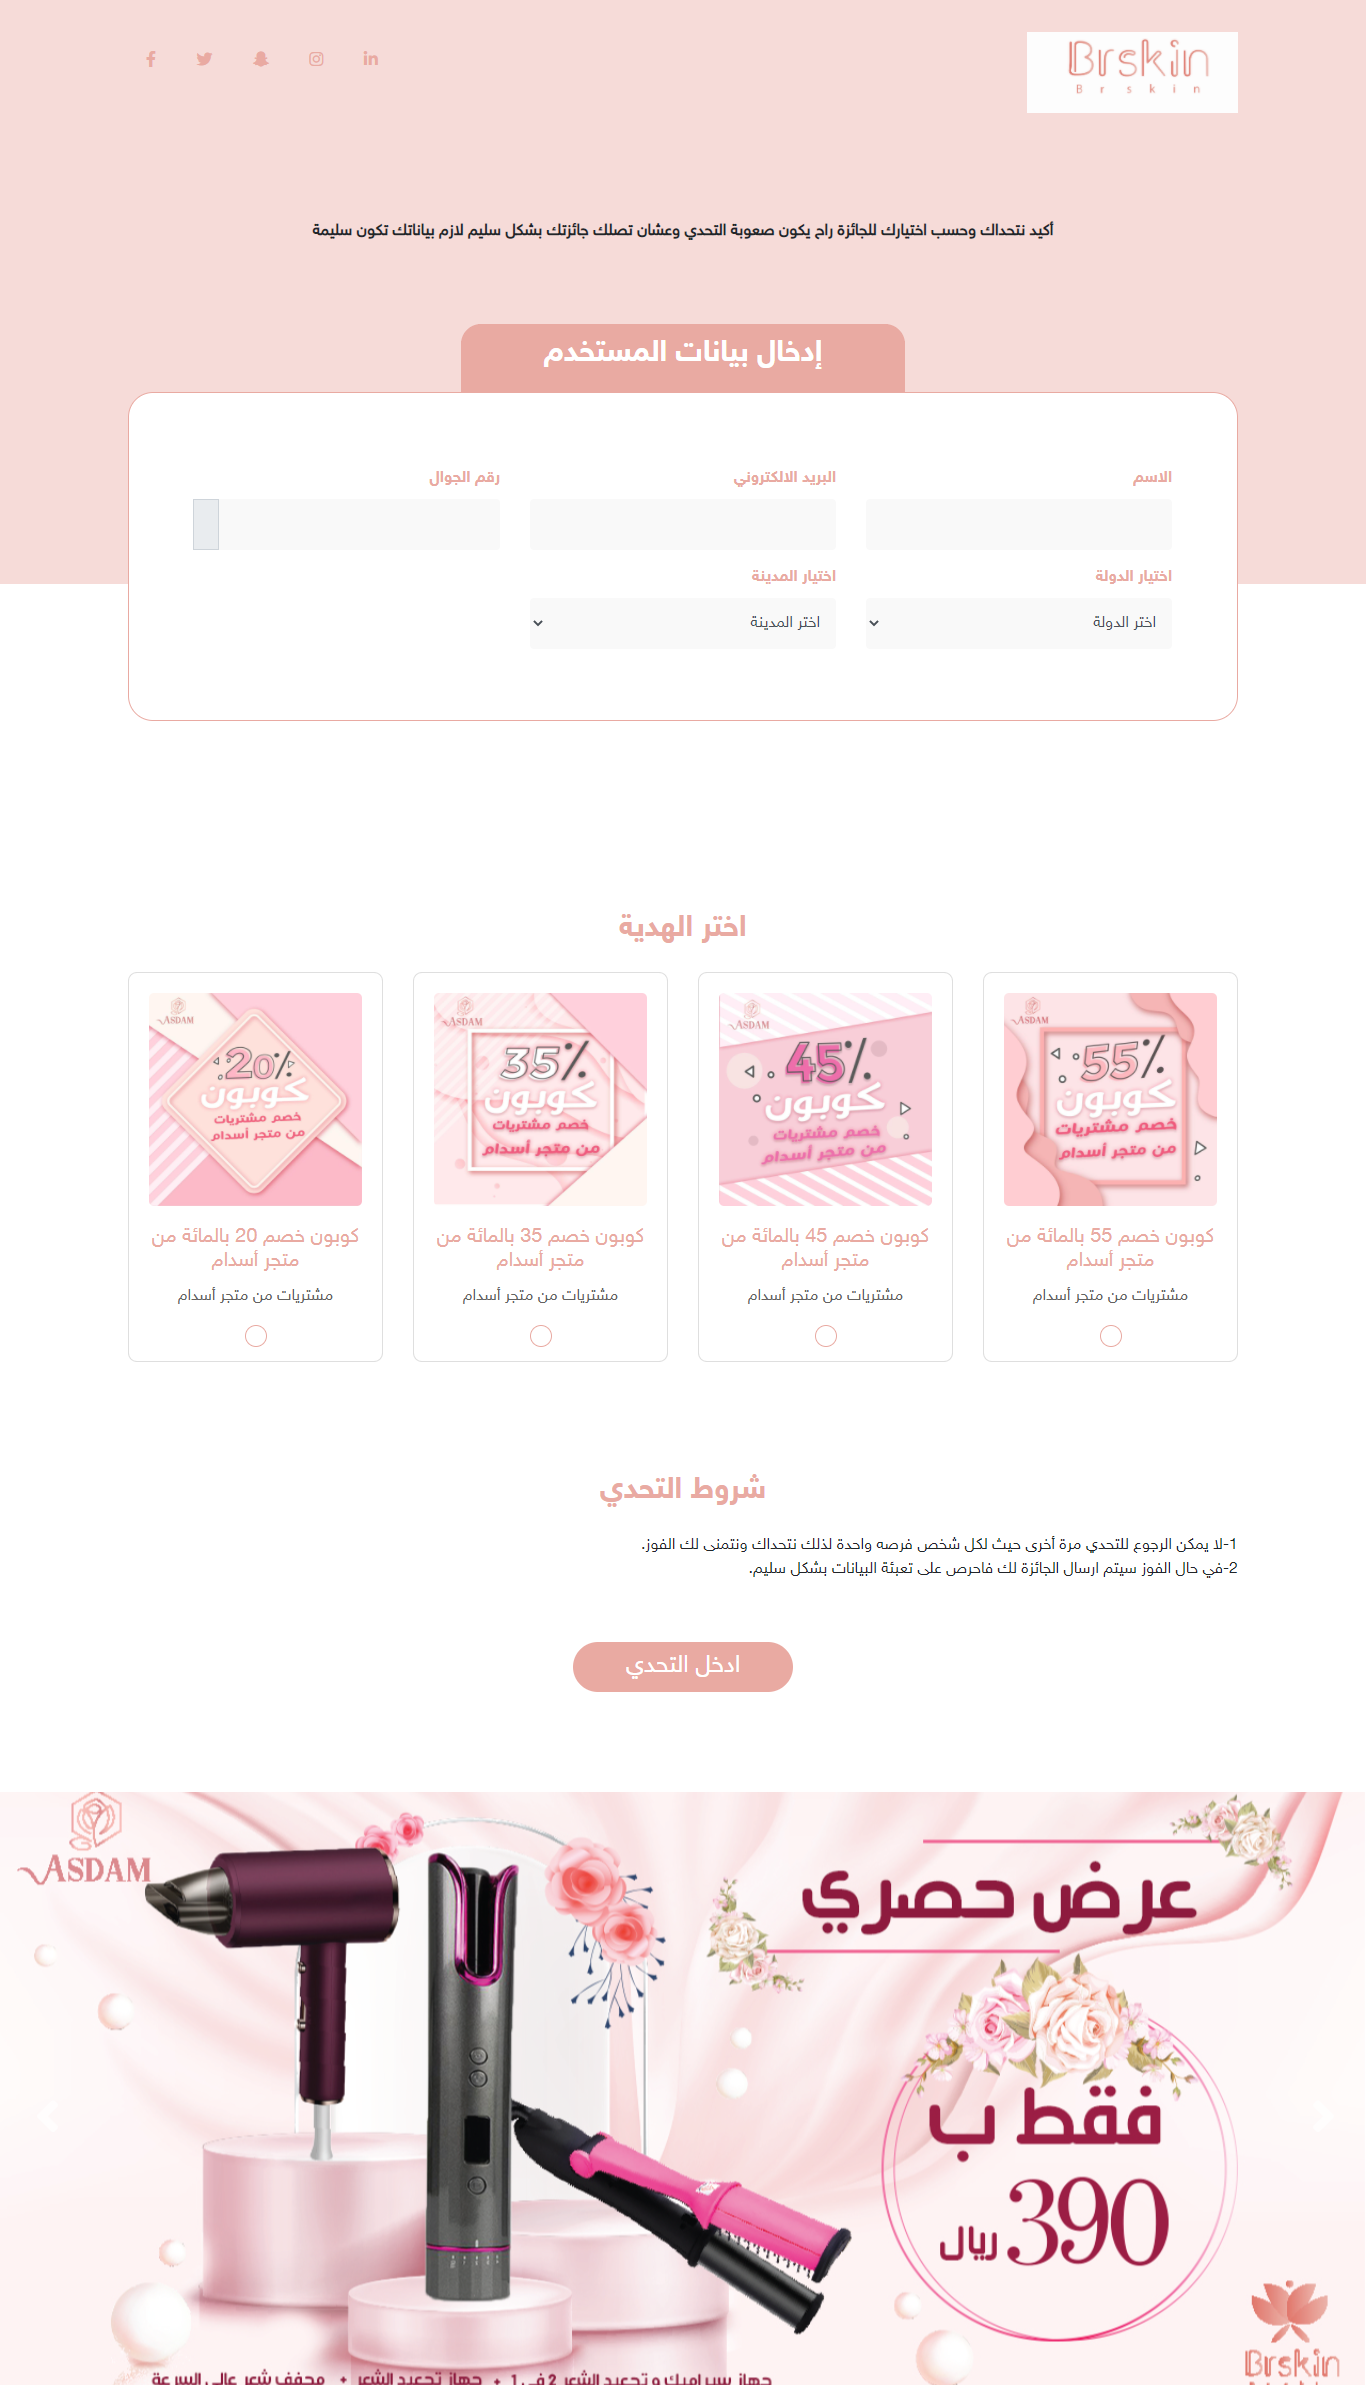 Brskin
Brskin
أكيد نتحداك وحسب اختيارك للجائزة راح يكون صعوبة التحدي وعشان تصلك جائزتك بشكل سليم لازم بياناتك تكون سليمة
إدخال بيانات المستخدم
الاسم
البريد الالكتروني
رقم الجوال
اختيار الدولة
اختيار المدينة
اختر الدولة
اختر المدينة
اختر الهدية
ASDAM
55%
كوبون
خصم مشتريات
من متجر أسدام
كوبون خصم 55 بالمائة من
متجر أسدام
مشتريات من متجر أسدام
ASDAM
45%
كوبون
خصم مشتريات
من متجر أسدام
كوبون خصم 45 بالمائة من
متجر أسدام
مشتريات من متجر أسدام
ASDAM
35%
كوبون
خصم مشتريات
من متجر أسدام
كوبون خصم 35 بالمائة من
متجر أسدام
مشتريات من متجر أسدام
ASDAM
20%
كوبون
خصم مشتريات
من متجر أسدام
كوبون خصم 20 بالمائة من
متجر أسدام
مشتريات من متجر أسدام
شروط التحدي
1-لا يمكن الرجوع للتحدي مرة أخرى حيث لكل شخص فرصه واحدة لذلك نتحداك ونتمنى لك الفوز.
2-في حال الفوز سيتم ارسال الجائزة لك فاحرص على تعبئة البيانات بشكل سليم.
ادخل التحدي
ASDAM
عرض حصري
فقط ب
390 ريال
جهاز سيراميك و تجعيد الشعر 2 في 1 + جهاز تجعيد الشعر + مجفف شعر عالي السرعة
Brskin